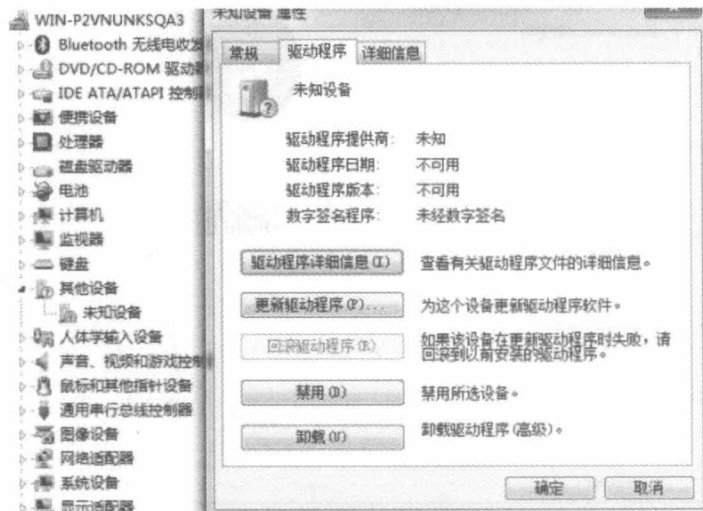 WIN-P2VNUNKSQA3
Bluetooth 无线电收发
DVD/CD-ROM 驱动器
IDE ATA/ATAPI 控制
便携设备
处理器
磁盘驱动器
电池
计算机
监视器
键盘
其他设备
未知设备
人体学输入设备
声音、视频和游戏控制
鼠标和其他指针设备
通用串行总线控制器
图像设备
网络适配器
系统设备
显示适配器
未知设备 属性
常规 驱动程序 详细信息
未知设备
驱动程序提供商: 未知
驱动程序日期: 不可用
驱动程序版本: 不可用
数字签名程序: 未经数字签名
驱动程序详细信息(I) 查看有关驱动程序文件的详细信息。
更新驱动程序(P)... 为这个设备更新驱动程序软件。
回滚驱动程序(R) 如果该设备在更新驱动程序时失败，请
回滚到以前安装的驱动程序。
禁用(D) 禁用所选设备。
卸载(U) 卸载驱动程序(高级)。
确定 取消